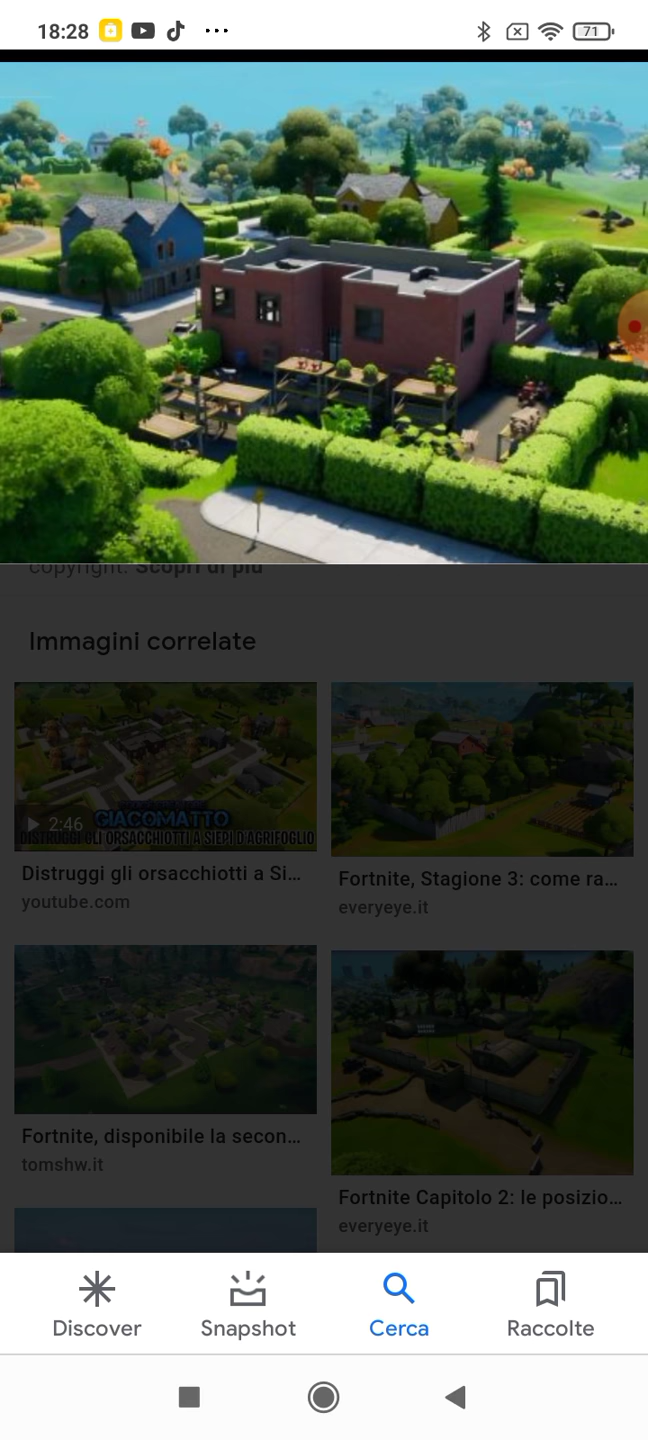 18:28
71
copyright. Scopri di più
Immagini correlate
2:46
GIACOMATTO
DISTRUGGI GLI ORSACCHIOTTI A SIEPI D'AGRIFOGLIO
Distruggi gli orsacchiotti a Si...
youtube.com
Fortnite, Stagione 3: come ra...
everyeye.it
Fortnite, disponibile la secon...
tomshw.it
Fortnite Capitolo 2: le posizio...
everyeye.it
Discover
Snapshot
Cerca
Raccolte